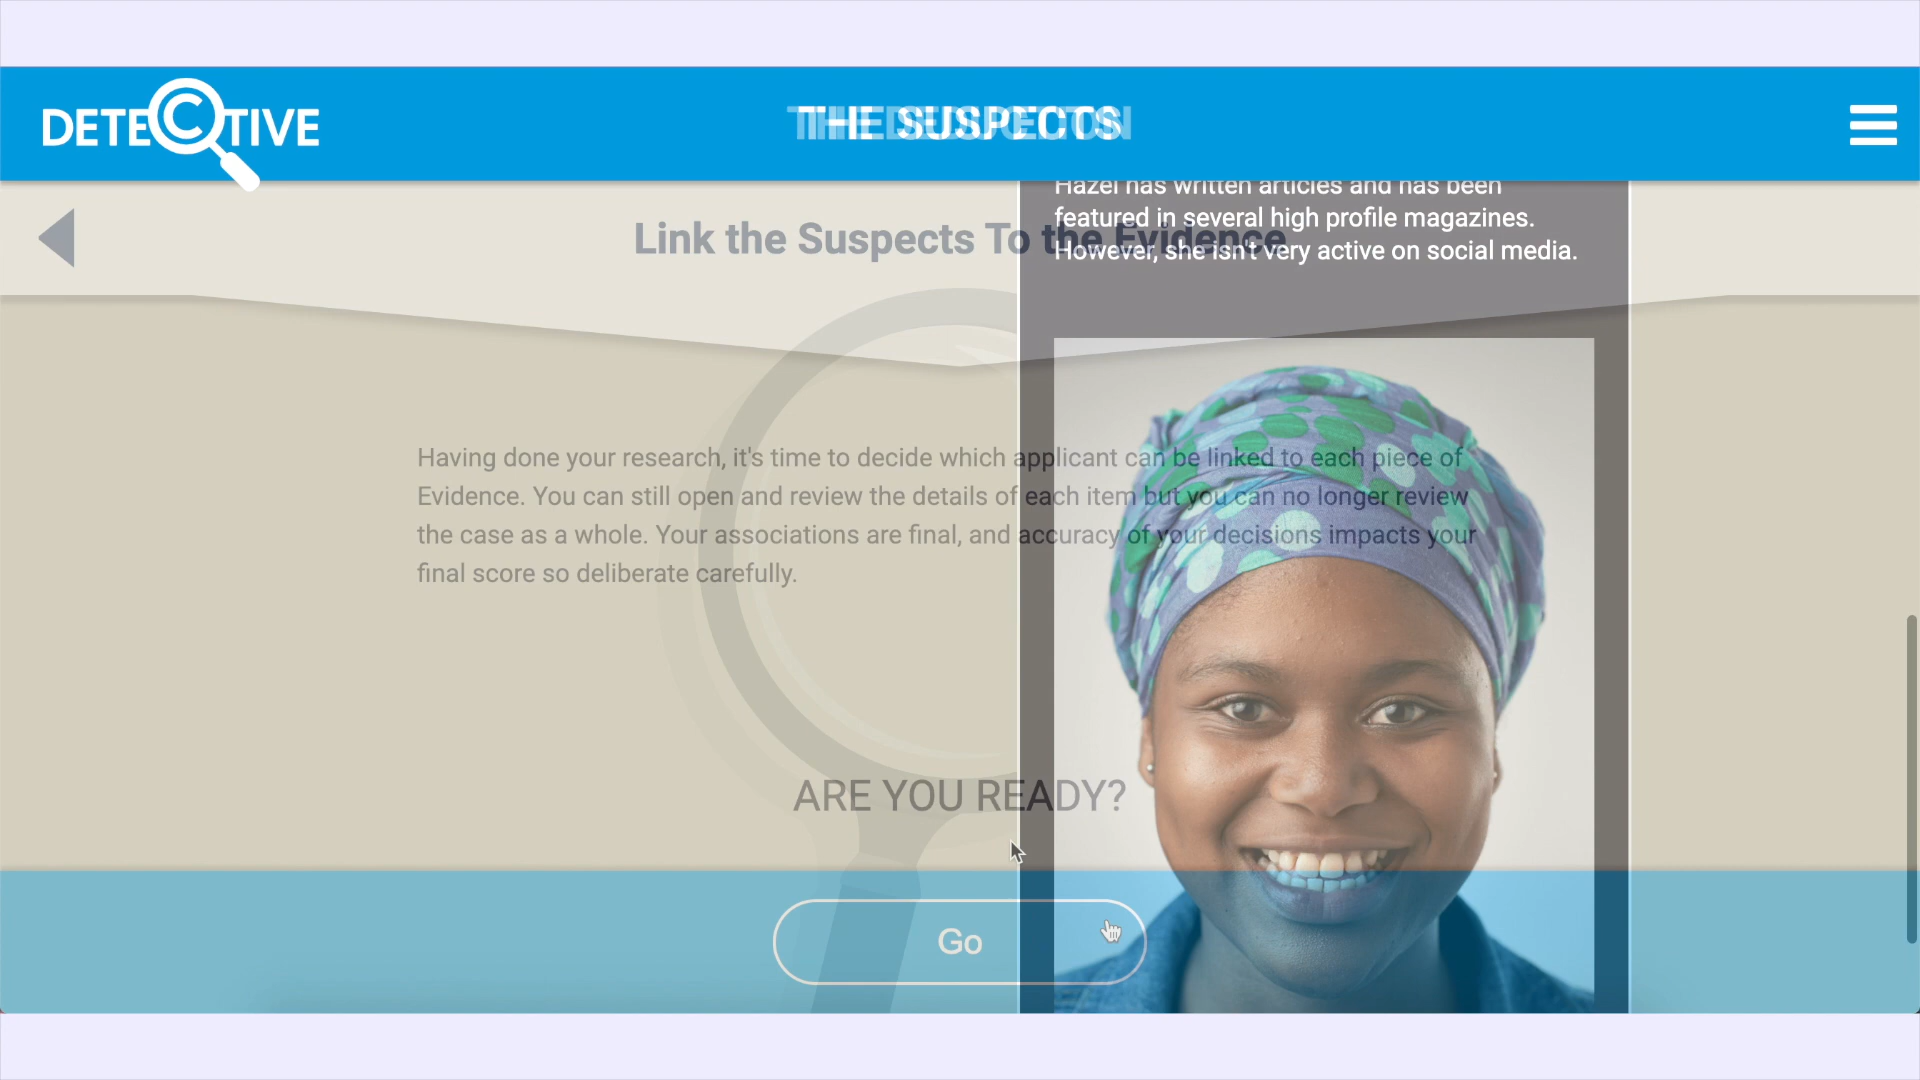 DETECTIVE
THE SUSPECTS
Hazel has written articles and has been
featured in several high profile magazines.
However, she isn't very active on social media.
Link the Suspects To the Evidence
Having done your research, it's time to decide which applicant can be linked to each piece of
Evidence. You can still open and review the details of each item but you can no longer review
the case as a whole. Your associations are final, and accuracy of your decisions impacts your
final score so deliberate carefully.
ARE YOU READY?
Go